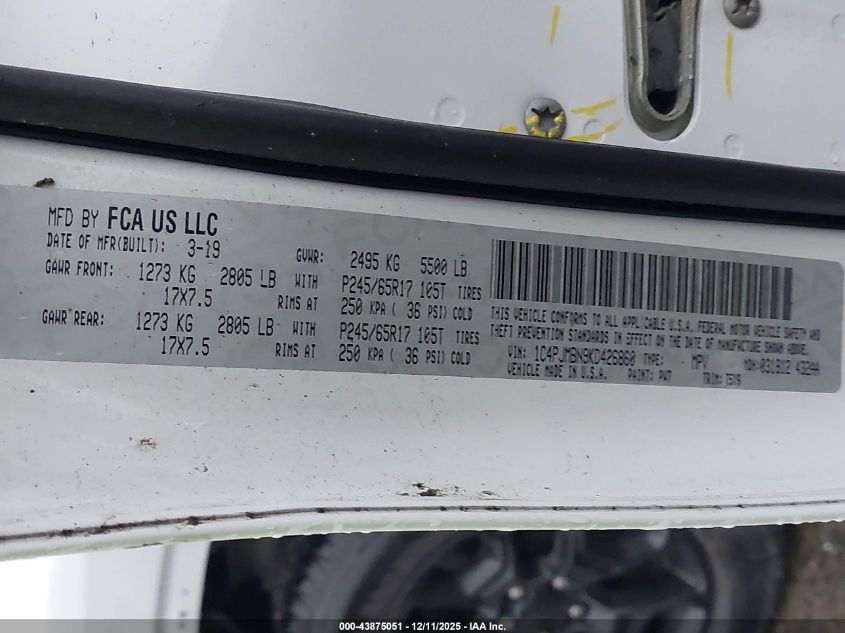 MFD BY FCA US LLC
DATE OF MFR(BUILT): 3-19 GVWR: 2495 KG 5500 LB
GAWR FRONT: 1273 KG 2805 LB WITH P245/65R17 105T TIRES
17X7.5 RIMS AT 250 KPA ( 36 PSI) COLD
GAWR REAR: 1273 KG 2805 LB WITH P245/65R17 105T TIRES
17X7.5 RIMS AT 250 KPA ( 36 PSI) COLD
THIS VEHICLE CONFORMS TO ALL APPLICABLE U.S.A. FEDERAL MOTOR VEHICLE SAFETY AND
THEFT PREVENTION STANDARDS IN EFFECT ON THE DATE OF MANUFACTURE SHOWN ABOVE.
VIN: 1C4PJMBN9KD426860 TYPE: MPV MDH: 031812 432AA
VEHICLE MADE IN U.S.A. PAINT: PW7 TRIM:
000-43875051 - 12/11/2025 - IAA Inc.